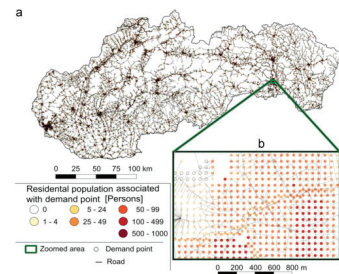 a
0 25 50 75 100 km
Residental population associated
with demand point [Persons]
0 5 - 24 50 - 99
1 - 4 25 - 49 100 - 499
500 - 1000
Zoomed area Demand point
Road
b
0 200 400 600 800 m